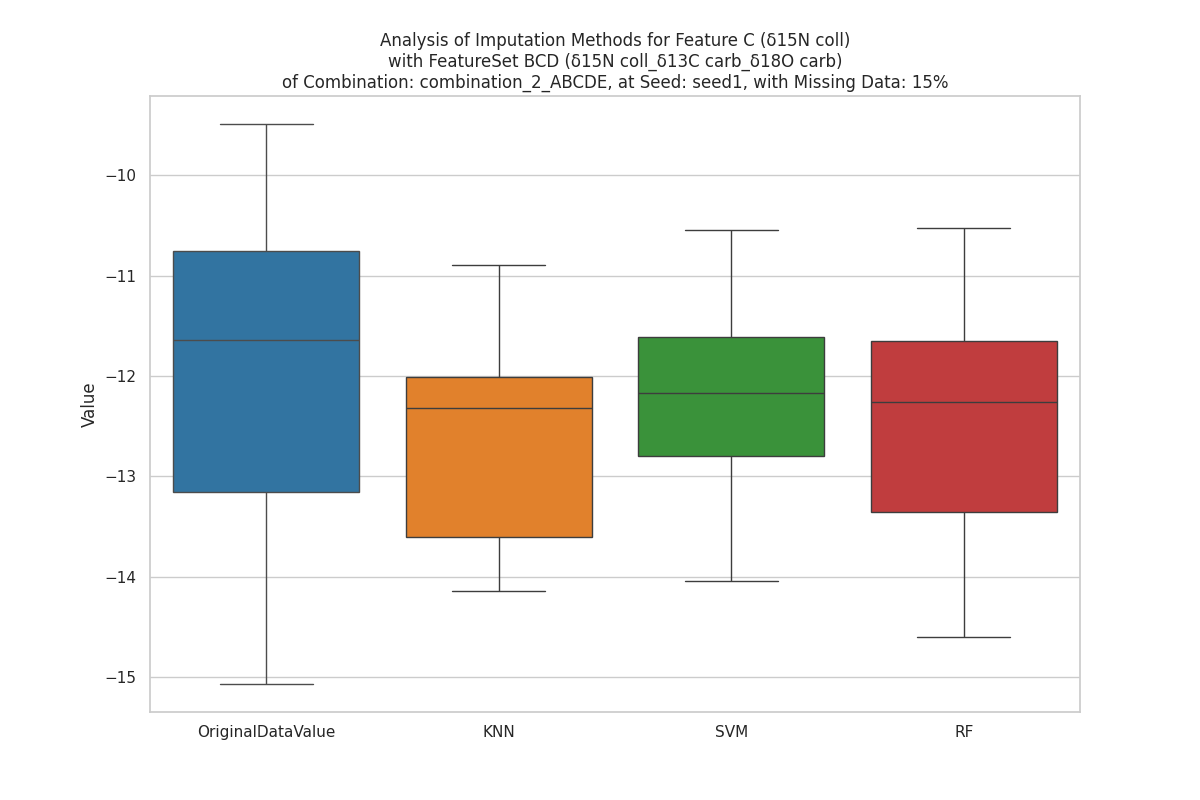 Analysis of Imputation Methods for Feature C (δ15N coll)
with FeatureSet BCD (δ15N coll_δ13C carb_δ18O carb)
of Combination: combination_2_ABCDE, at Seed: seed1, with Missing Data: 15%
Value
−10
−11
−12
−13
−14
−15
OriginalDataValue
KNN
SVM
RF